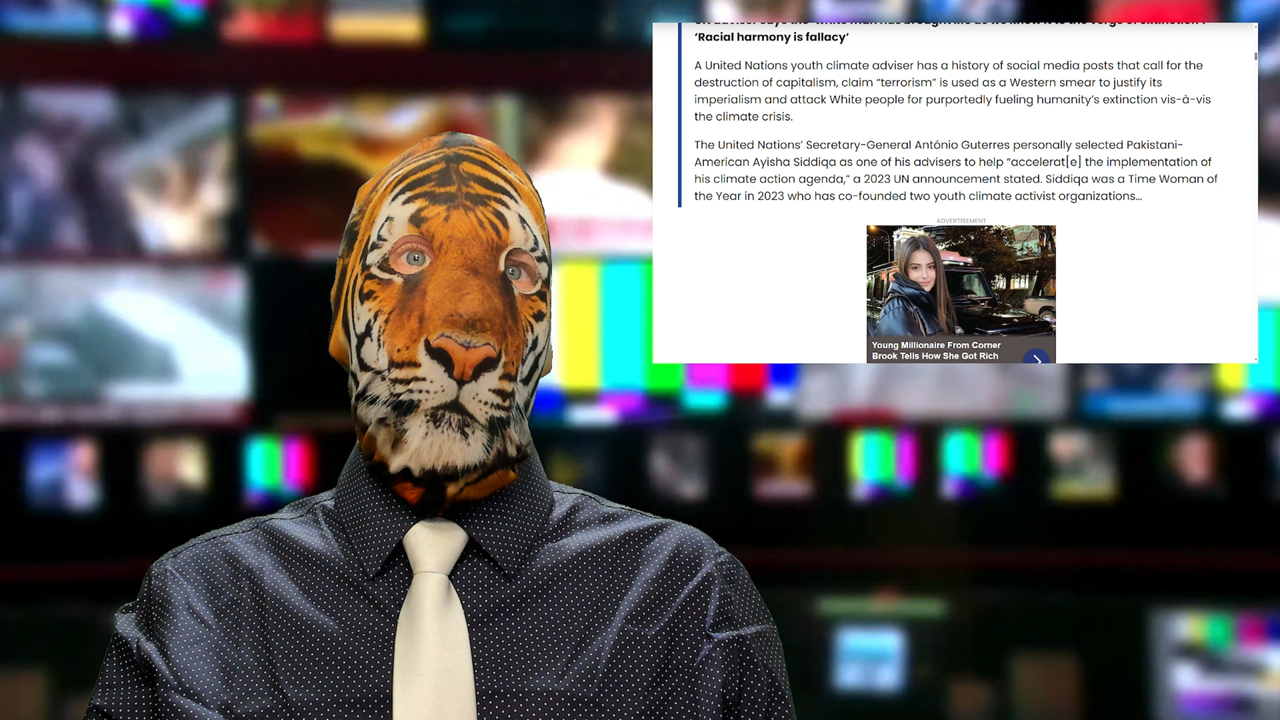 'Racial harmony is fallacy'
A United Nations youth climate adviser has a history of social media posts that call for the
destruction of capitalism, claim “terrorism” is used as a Western smear to justify its
imperialism and attack White people for purportedly fueling humanity’s extinction vis-à-vis
the climate crisis.
The United Nations’ Secretary-General António Guterres personally selected Pakistani-
American Ayisha Siddiqa as one of his advisers to help “accelerat[e] the implementation of
his climate action agenda,” a 2023 UN announcement stated. Siddiqa was a Time Woman of
the Year in 2023 who has co-founded two youth climate activist organizations…
ADVERTISEMENT
Young Millionaire From Corner
Brook Tells How She Got Rich